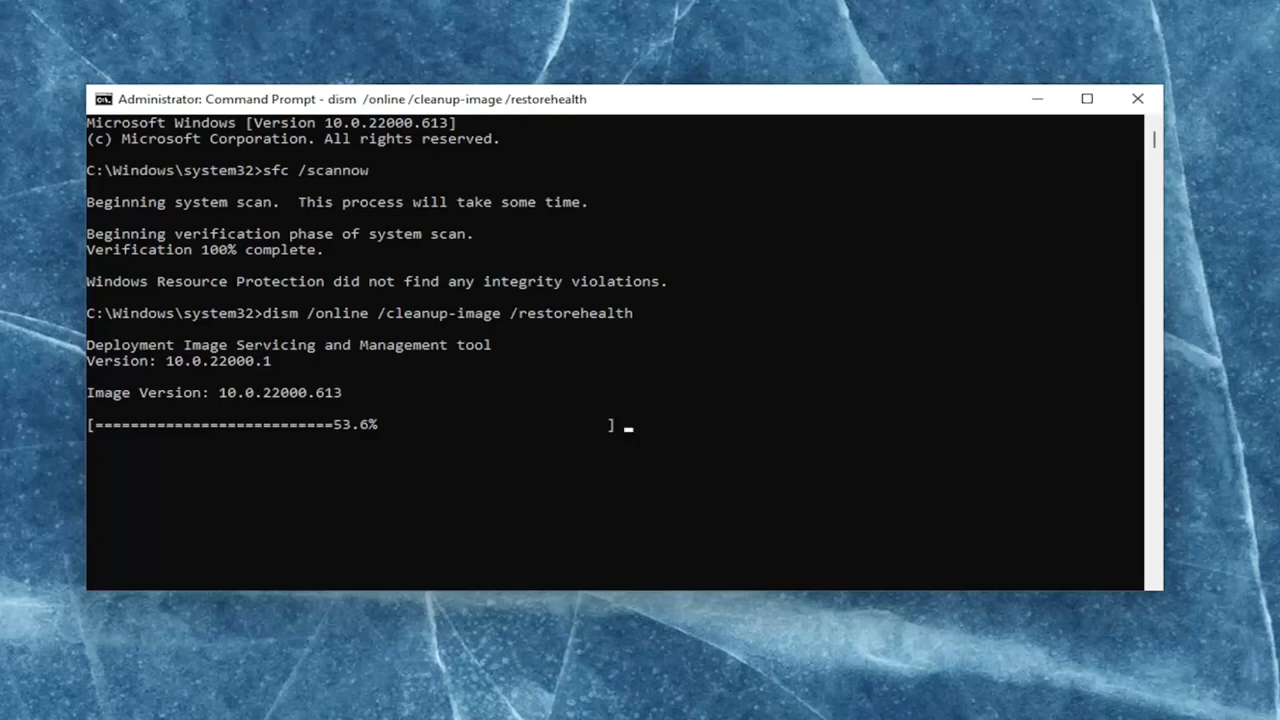 Administrator: Command Prompt - dism  /online /cleanup-image /restorehealth
Microsoft Windows [Version 10.0.22000.613]
(c) Microsoft Corporation. All rights reserved.
C:\Windows\system32>sfc /scannow
Beginning system scan.  This process will take some time.
Beginning verification phase of system scan.
Verification 100% complete.
Windows Resource Protection did not find any integrity violations.
C:\Windows\system32>dism /online /cleanup-image /restorehealth
Deployment Image Servicing and Management tool
Version: 10.0.22000.1
Image Version: 10.0.22000.613
[===========================53.6%                          ]